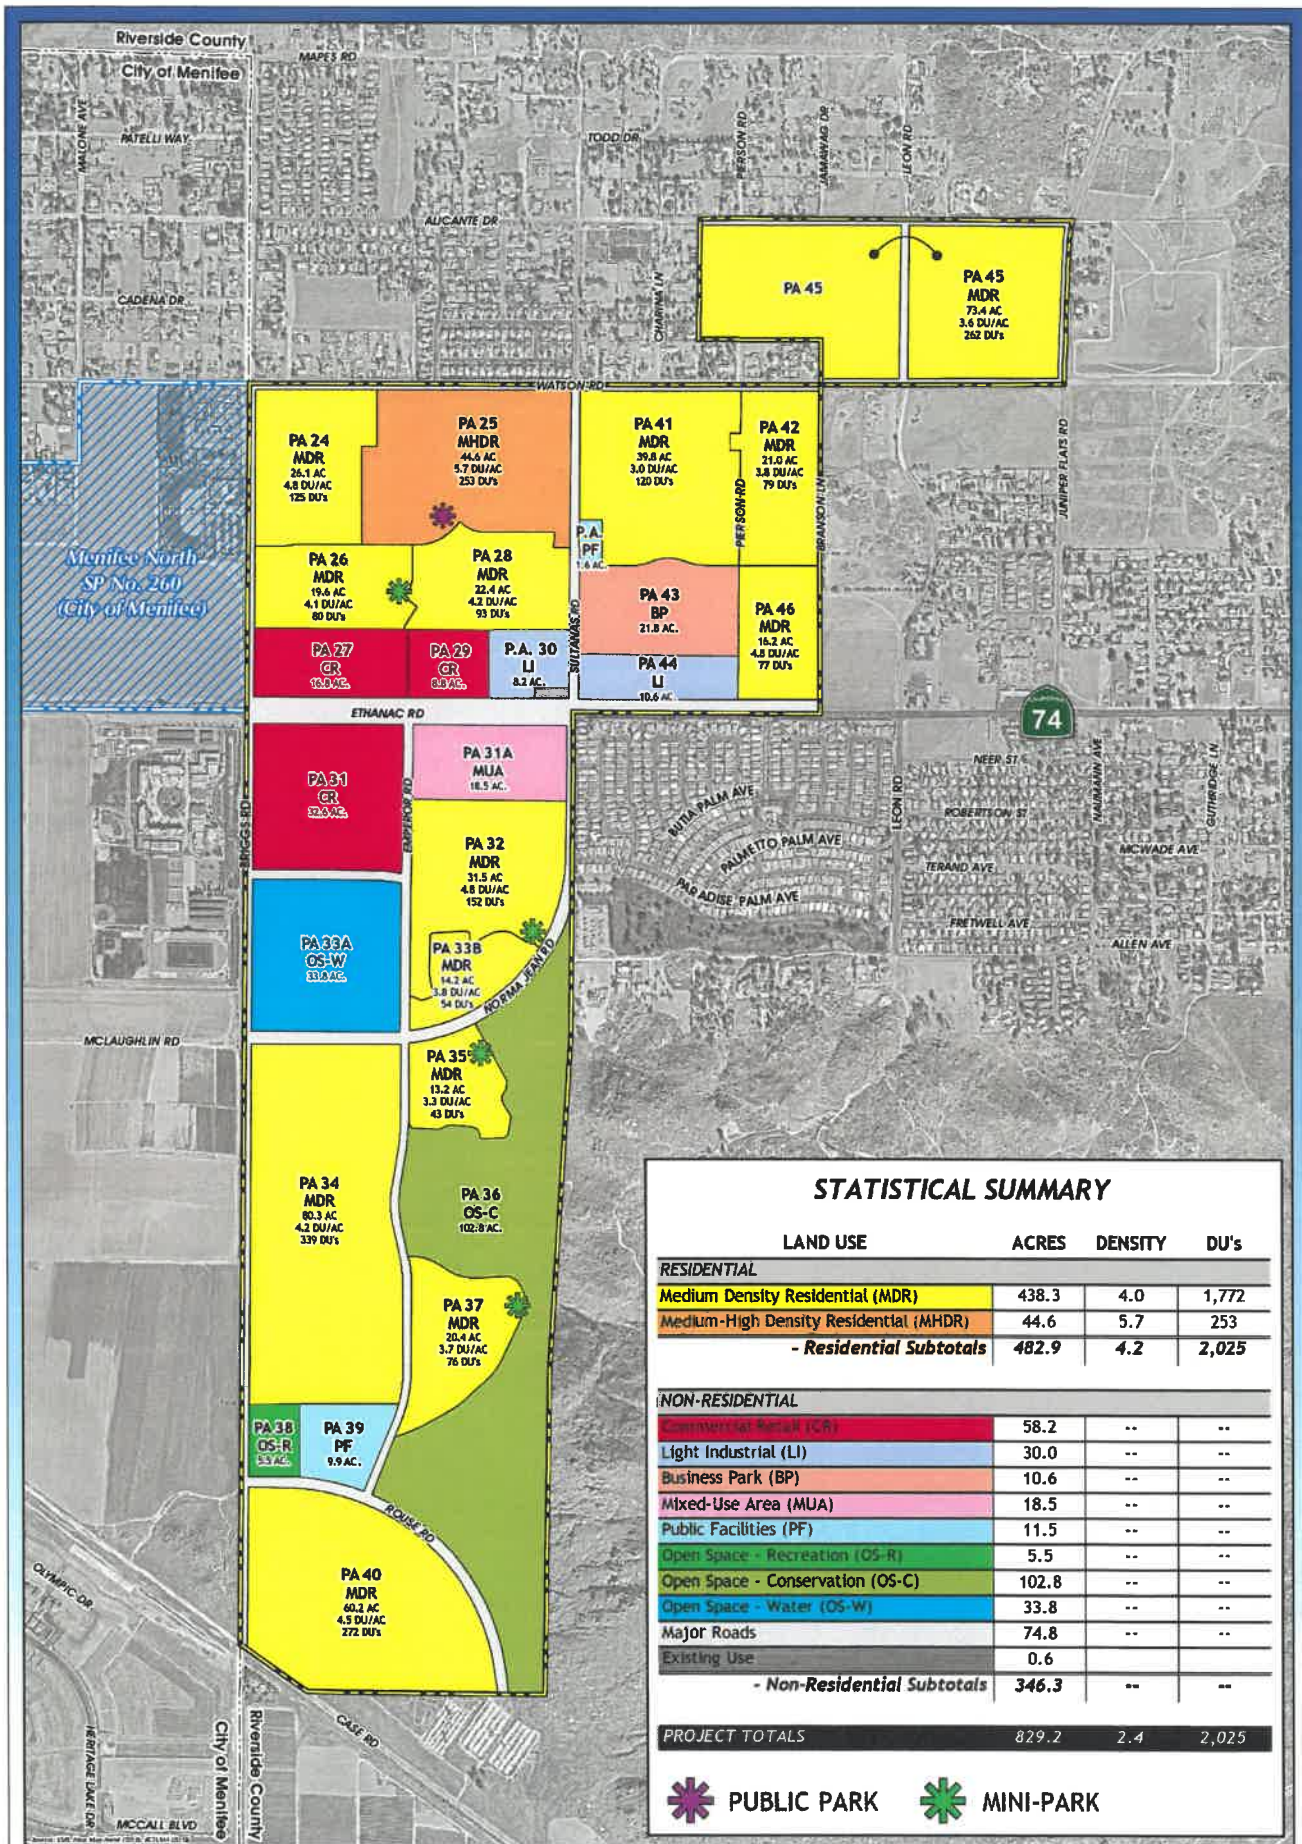 Riverside County
City of Menifee
MAPES RD
MALONE AVE
PATELLI WAY
TODD DR
PERSON RD
JAMAWAG DR
LEON RD
ALICANTE DR
CADENA DR
CHARINA LN
PA 45
PA 45
MDR
73.4 AC
3.6 DU/AC
262 DU's
WATSON RD
PA 24
MDR
26.1 AC
4.8 DU/AC
125 DU's
PA 25
MHDR
44.6 AC
5.7 DU/AC
253 DU's
PA 41
MDR
39.8 AC
3.0 DU/AC
120 DU's
PA 42
MDR
21.0 AC
3.8 DU/AC
79 DU's
PERSON RD
BRANSON LN
JUNIPER FLATS RD
Menifee North
SP No. 260
(City of Menifee)
PA 26
MDR
19.6 AC
4.1 DU/AC
80 DU's
PA 28
MDR
22.4 AC
4.2 DU/AC
93 DU's
P.A.
PF
1.6 AC.
PA 43
BP
21.8 AC.
PA 46
MDR
16.2 AC
4.8 DU/AC
77 DU's
PA 27
CR
16.8 AC.
PA 29
CR
8.8 AC.
P.A. 30
LI
8.2 AC.
SULTANAS RD
PA 44
LI
10.6 AC
ETHANAC RD
74
BRIGGS RD
PA 31
CR
32.6 AC.
EMPEROR RD
PA 31A
MUA
18.5 AC.
NEER ST
LEON RD
NAUMANN AVE
GUTHRIDGE LN
BUTIA PALM AVE
ROBERTSON ST
PALMETTO PALM AVE
MCWADE AVE
TERAND AVE
PARADISE PALM AVE
FRETWELL AVE
ALLEN AVE
PA 32
MDR
31.5 AC
4.8 DU/AC
152 DU's
PA 33A
OS-W
33.8 AC.
PA 33B
MDR
14.2 AC
3.8 DU/AC
54 DU's
NORMA JEAN RD
MCLAUGHLIN RD
PA 35
MDR
13.2 AC
3.3 DU/AC
43 DU's
PA 34
MDR
80.3 AC
4.2 DU/AC
339 DU's
PA 36
OS-C
102.8 AC.
PA 37
MDR
20.4 AC
3.7 DU/AC
76 DU's
PA 38
OS-R
5.5 AC.
PA 39
PF
9.9 AC.
ROUSE RD
PA 40
MDR
60.2 AC
4.5 DU/AC
272 DU's
OLYMPIC DR
CASE RD
HERITAGE LAKE DR
City of Menifee
Riverside County
MCCALL BLVD
STATISTICAL SUMMARY
LAND USE ACRES DENSITY DU's
RESIDENTIAL
Medium Density Residential (MDR) 438.3 4.0 1,772
Medium-High Density Residential (MHDR) 44.6 5.7 253
- Residential Subtotals 482.9 4.2 2,025
NON-RESIDENTIAL
Commercial Retail (CR) 58.2 -- --
Light Industrial (LI) 30.0 -- --
Business Park (BP) 10.6 -- --
Mixed-Use Area (MUA) 18.5 -- --
Public Facilities (PF) 11.5 -- --
Open Space - Recreation (OS-R) 5.5 -- --
Open Space - Conservation (OS-C) 102.8 -- --
Open Space - Water (OS-W) 33.8 -- --
Major Roads 74.8 -- --
Existing Use 0.6
- Non-Residential Subtotals 346.3 -- --
PROJECT TOTALS 829.2 2.4 2,025
PUBLIC PARK
MINI-PARK